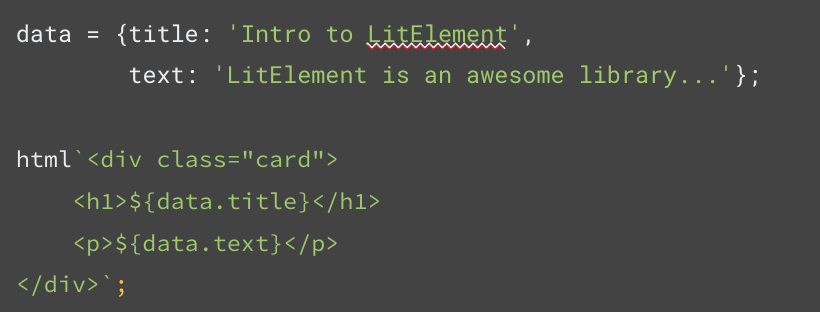 data = {title: 'Intro to LitElement',
text: 'LitElement is an awesome library...'};
html`<div class="card">
<h1>${data.title}</h1>
<p>${data.text}</p>
</div>`;